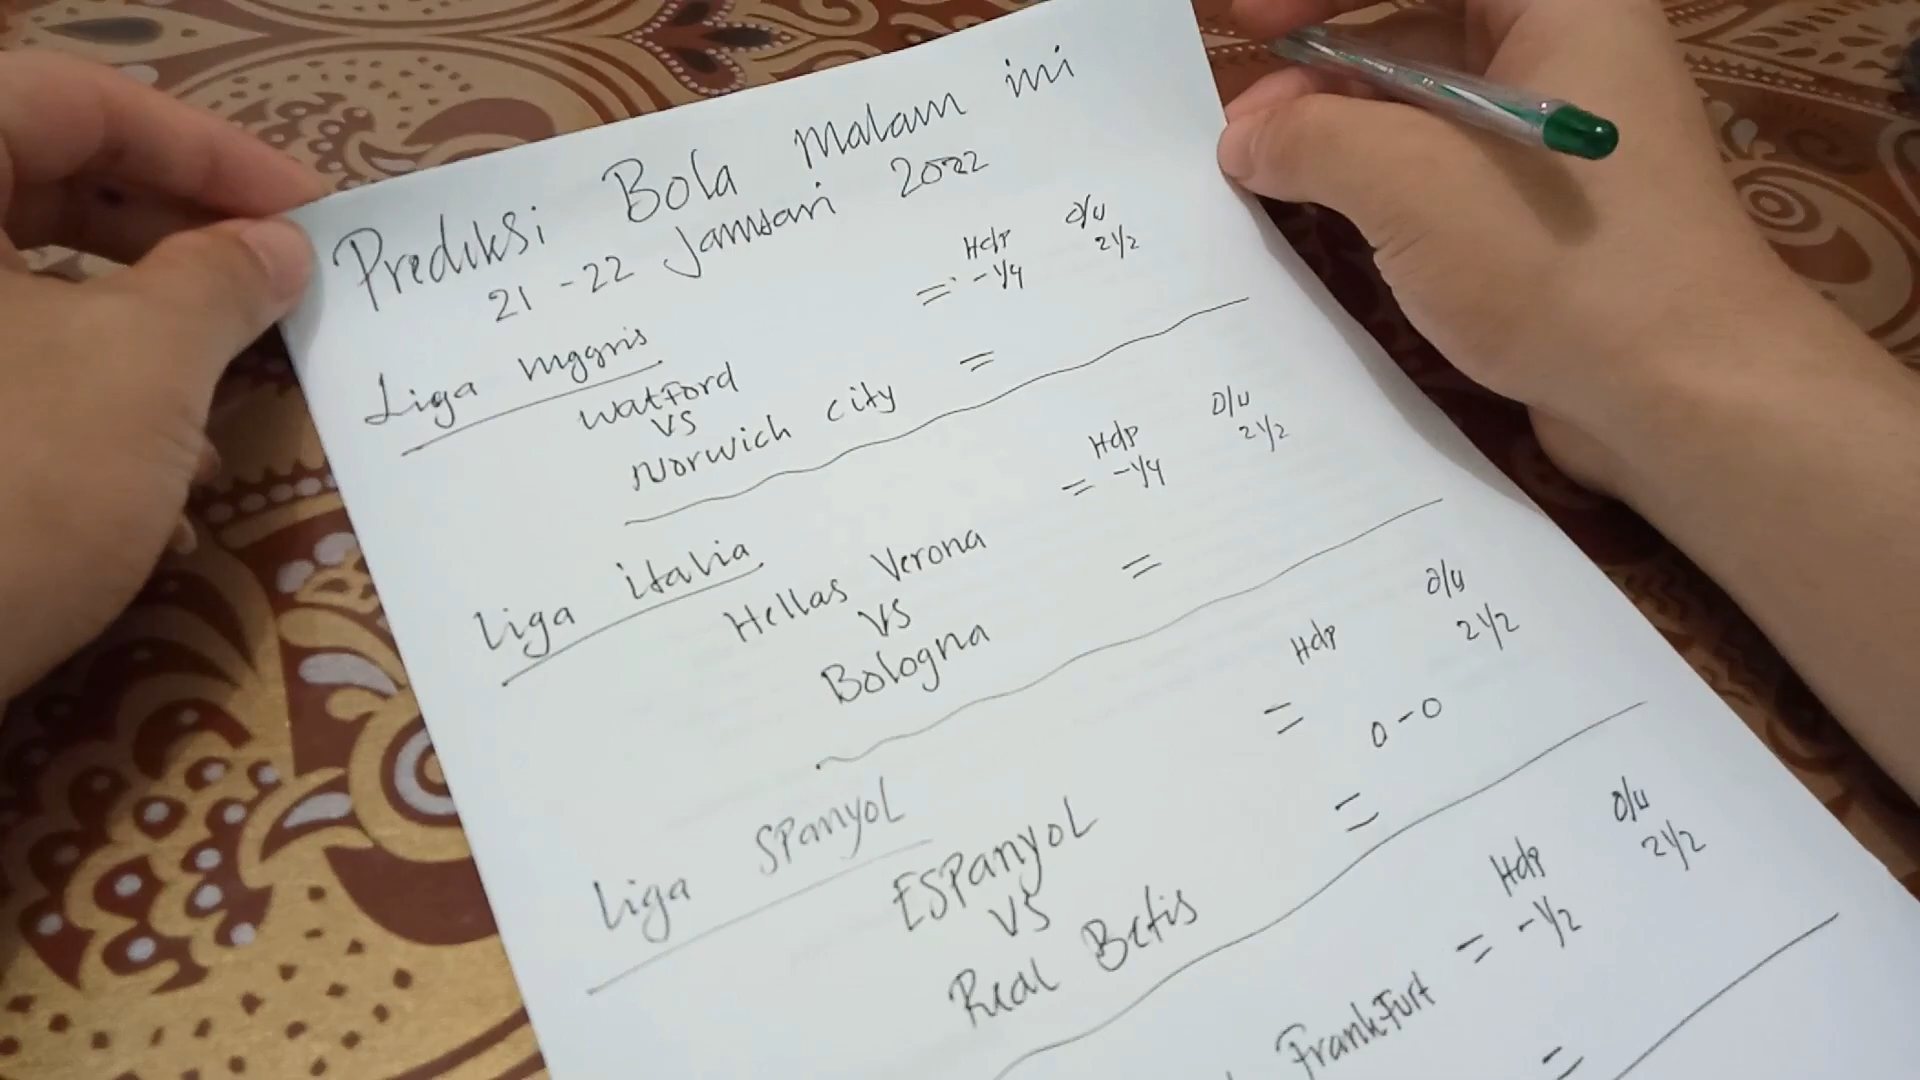 Prediksi Bola Malam ini
21 - 22 Januari 2022
Liga inggris
Hdp O/U
Watford = -1/4 2 1/2
VS
Norwich city =
Liga italia
Hdp O/U
Hellas Verona = -1/4 2 1/2
VS
Bologna =
Liga SPanyoL
Hdp O/U
ESPanyoL = 2 1/2
VS 0 - 0
Real Betis =
Hdp O/U
FrankFurt = -1/2 2 1/2
=